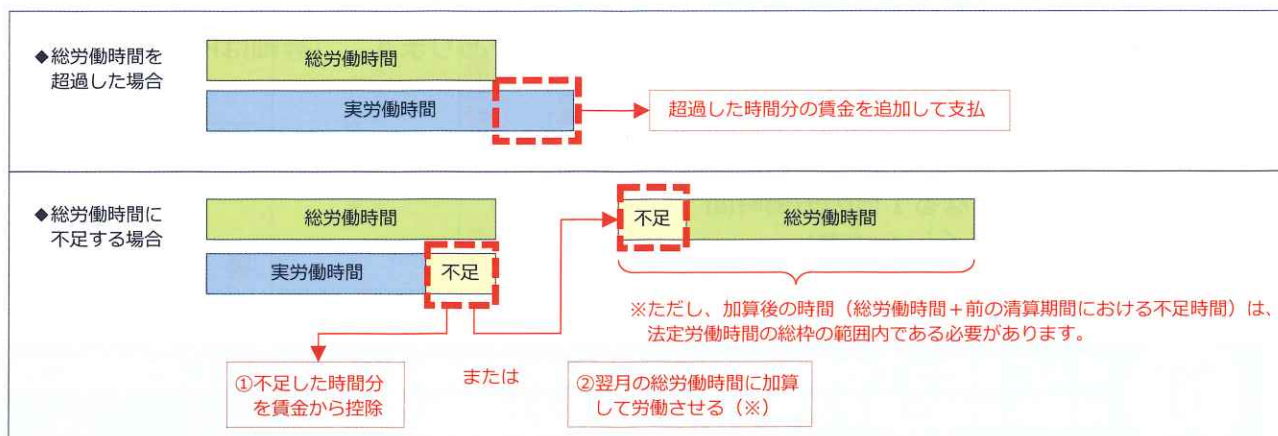 ◆総労働時間を
超過した場合
総労働時間
実労働時間
超過した時間分の賃金を追加して支払
◆総労働時間に
不足する場合
総労働時間
実労働時間
不足
不足
総労働時間
※ただし、加算後の時間（総労働時間＋前の清算期間における不足時間）は、
法定労働時間の総枠の範囲内である必要があります。
①不足した時間分
を賃金から控除
または
②翌月の総労働時間に加算
して労働させる（※）